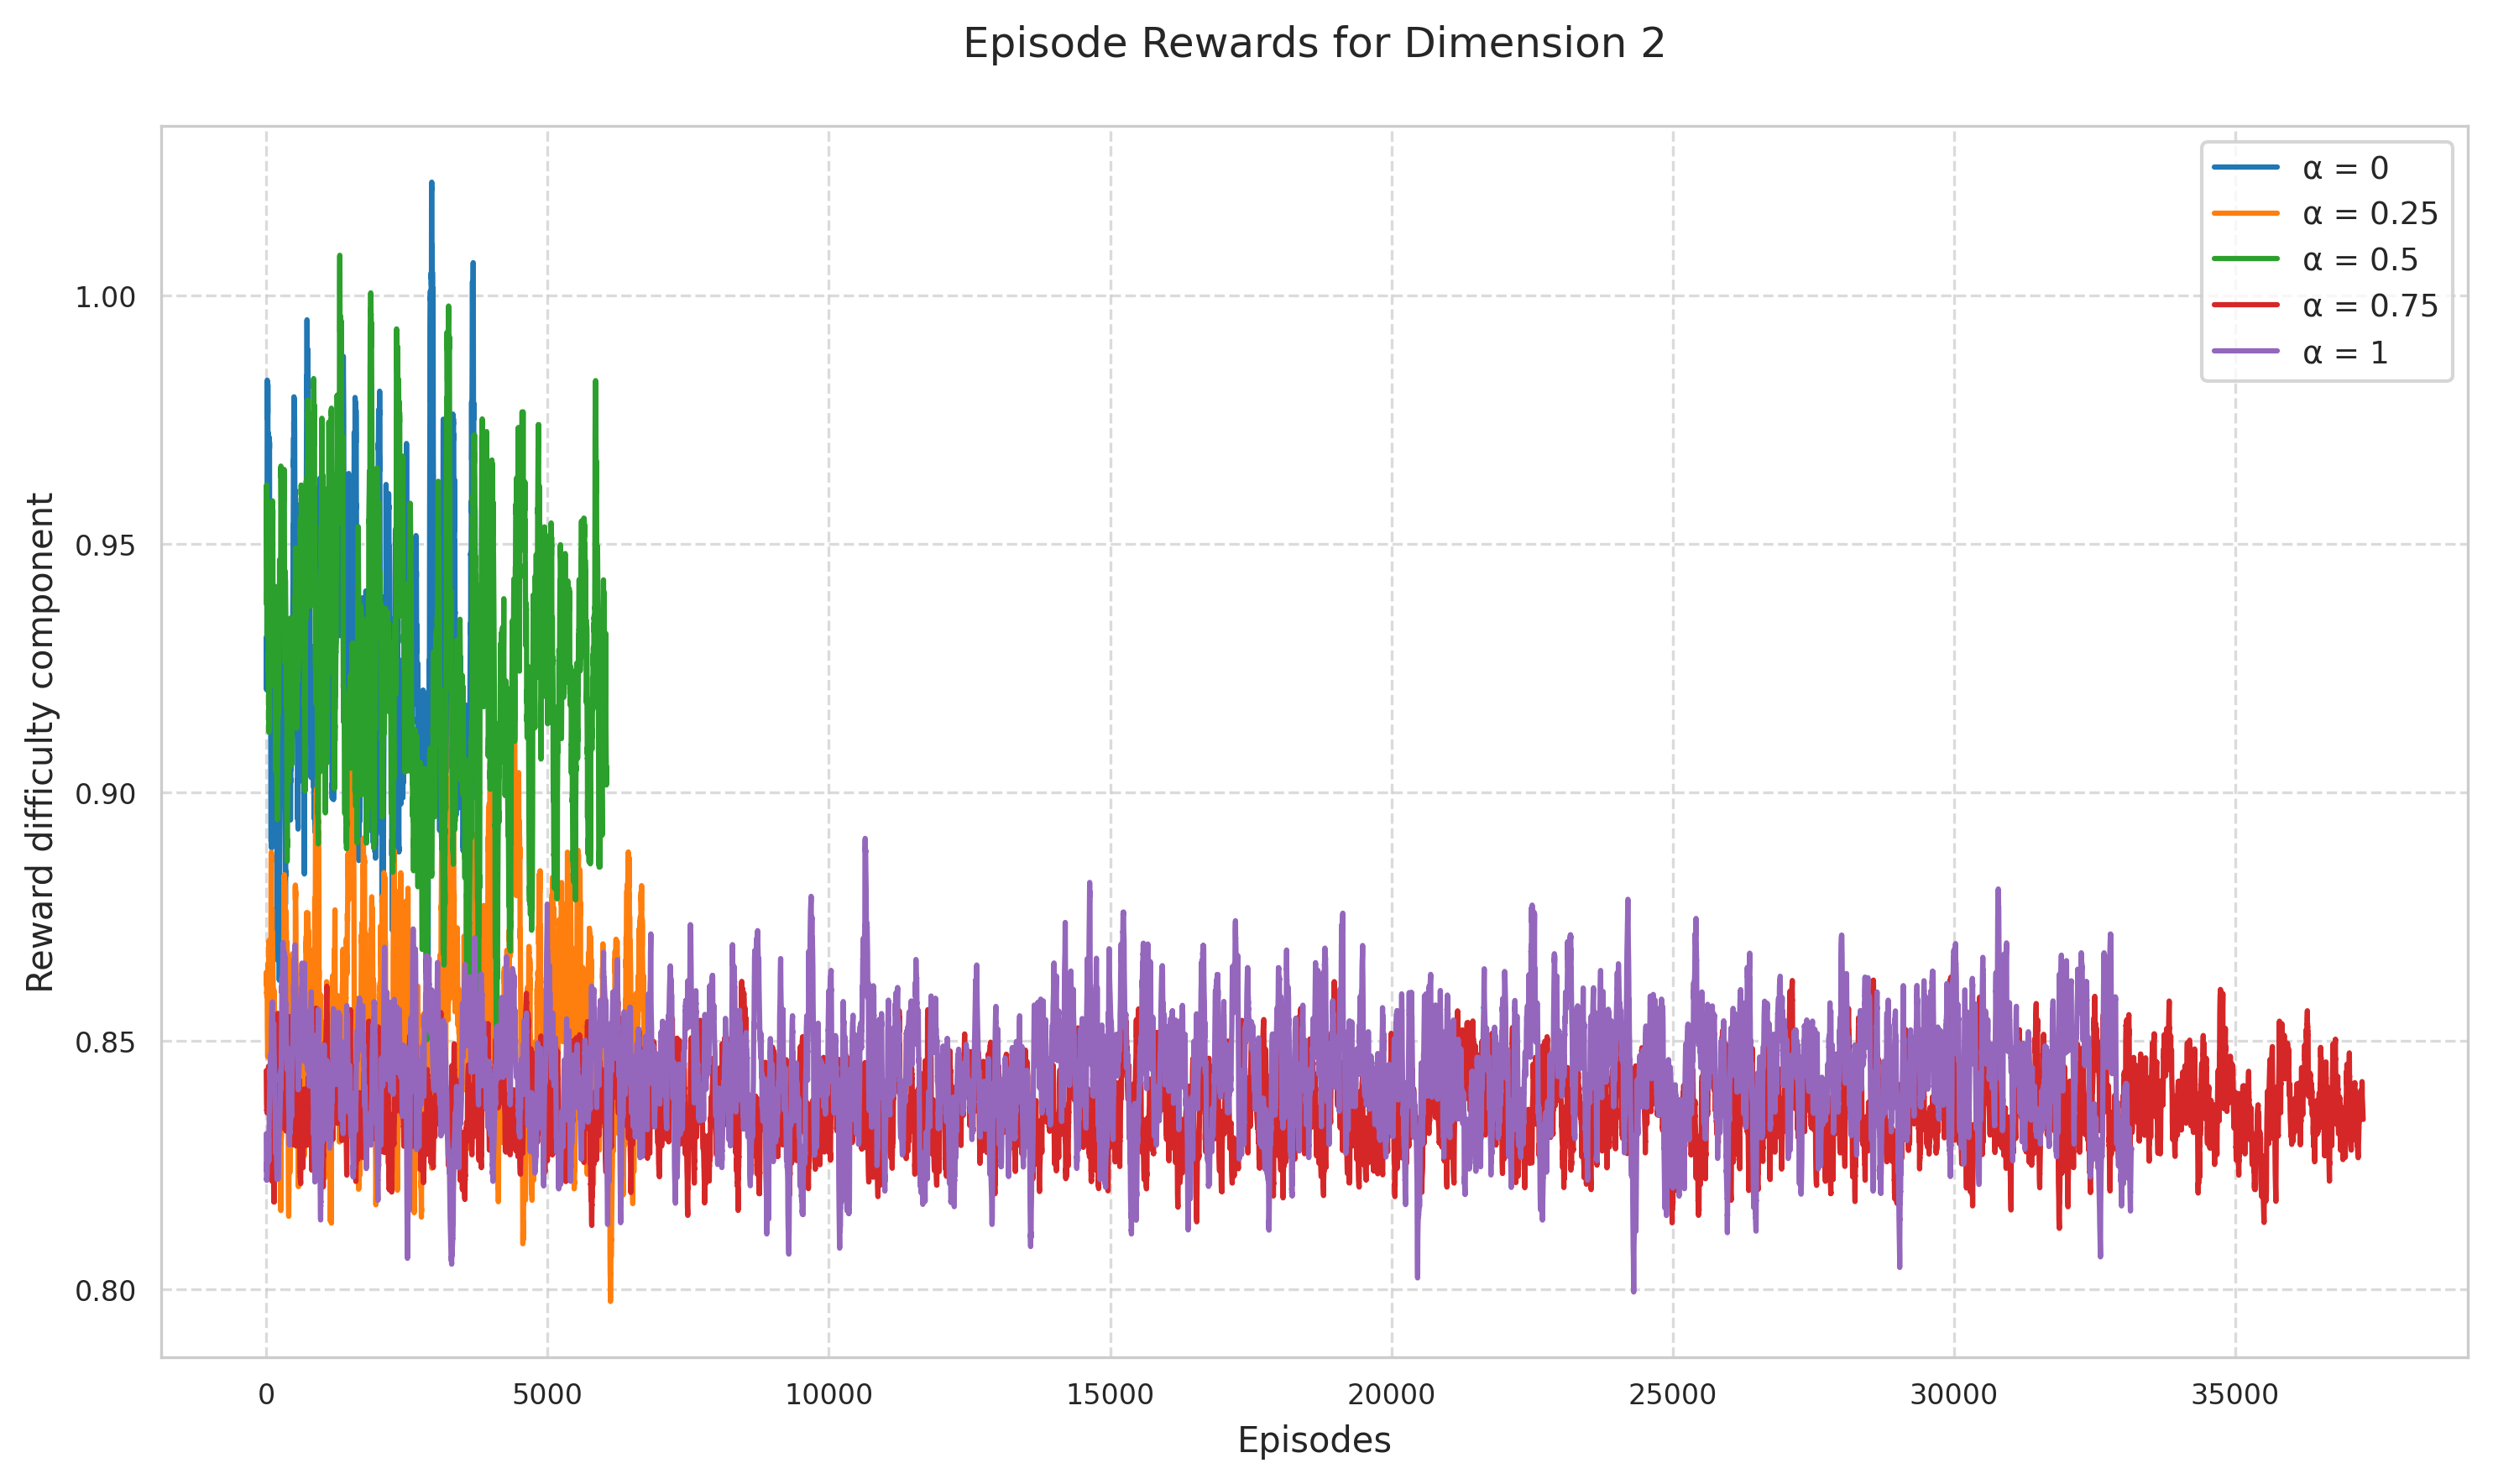 Episode Rewards for Dimension 2
α = 0
α = 0.25
α = 0.5
α = 0.75
α = 1
Reward difficulty component
1.00
0.95
0.90
0.85
0.80
0 5000 10000 15000 20000 25000 30000 35000
Episodes